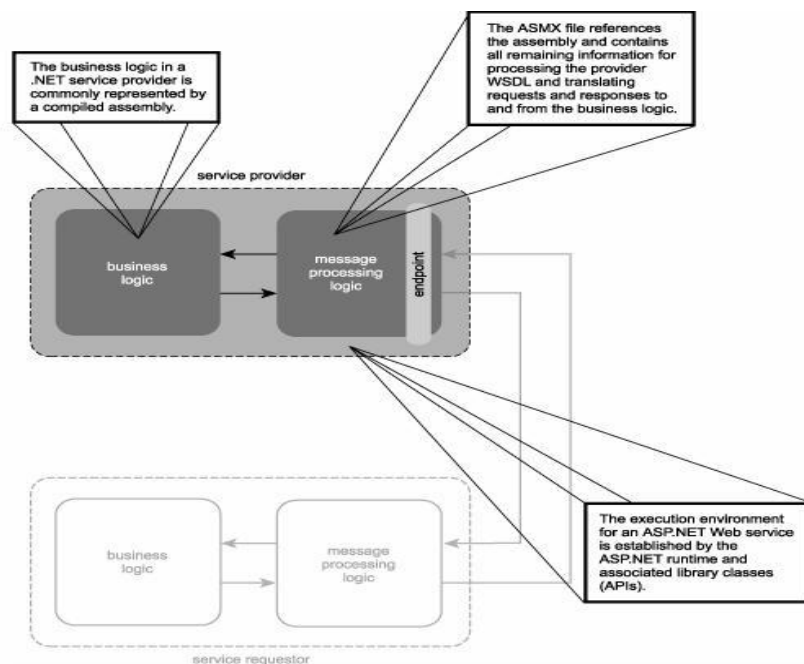 The business logic in a
.NET service provider is
commonly represented by
a compiled assembly.
The ASMX file references
the assembly and contains
all remaining information for
processing the provider
WSDL and translating
requests and responses to
and from the business logic.
service provider
business
logic
message
processing
logic
endpoint
The execution environment
for an ASP.NET Web service
is established by the
ASP.NET runtime and
associated library classes
(APIs).
business
logic
message
processing
logic
service requestor